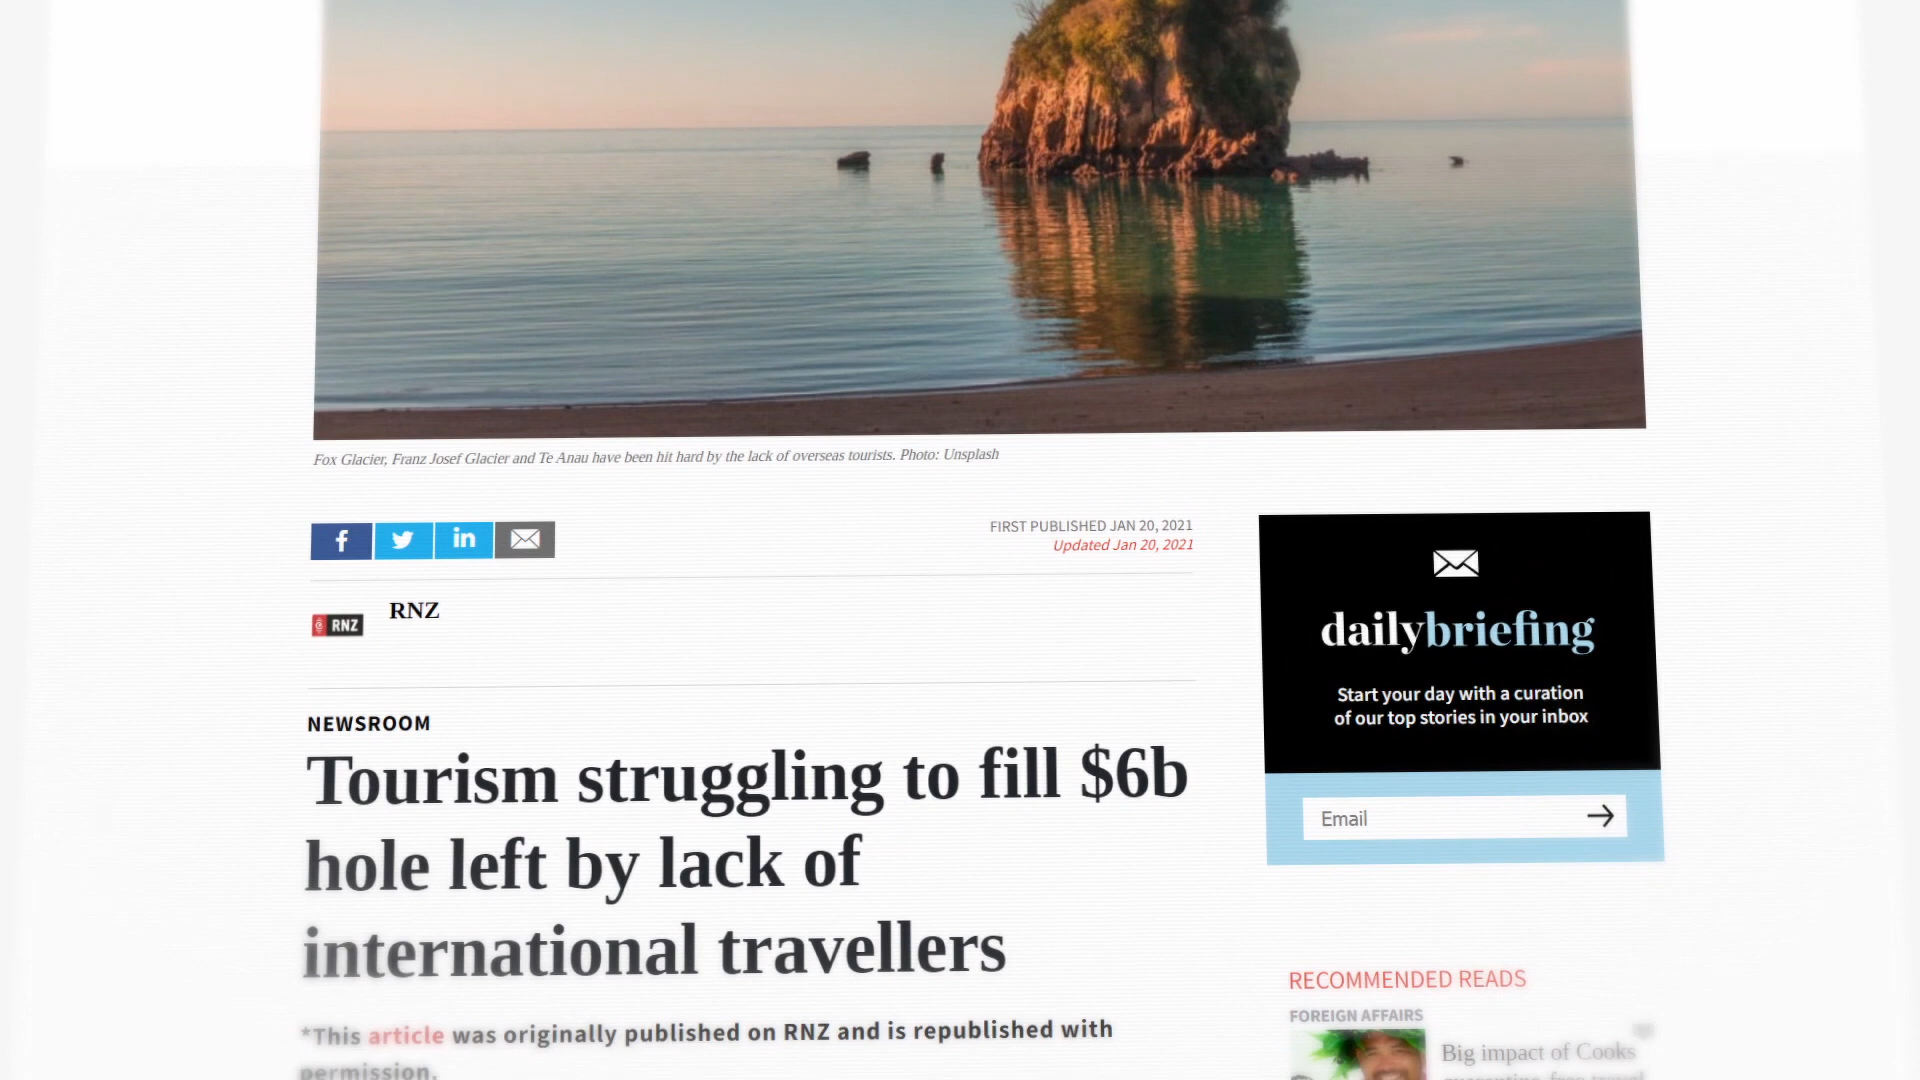 Fox Glacier, Franz Josef Glacier and Te Anau have been hit hard by the lack of overseas tourists. Photo: Unsplash
FIRST PUBLISHED JAN 20, 2021
Updated Jan 20, 2021
RNZ
RNZ
NEWSROOM
Tourism struggling to fill $6b
hole left by lack of
international travellers
*This article was originally published on RNZ and is republished with
permission.
dailybriefing
Start your day with a curation
of our top stories in your inbox
Email
RECOMMENDED READS
FOREIGN AFFAIRS
Big impact of Cooks
quarantine-free travel